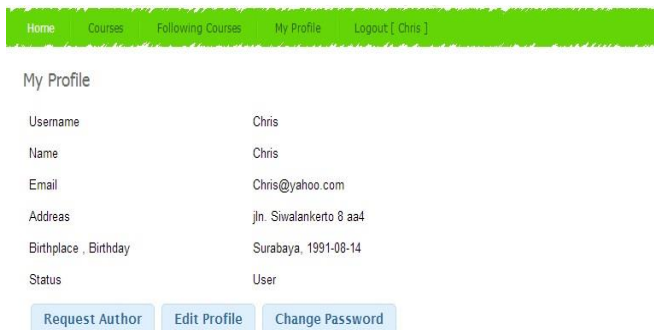 Home Courses Following Courses My Profile Logout [ Chris ]
My Profile
Username Chris
Name Chris
Email Chris@yahoo.com
Addreas jln. Siwalankerto 8 aa4
Birthplace , Birthday Surabaya, 1991-08-14
Status User
Request Author Edit Profile Change Password